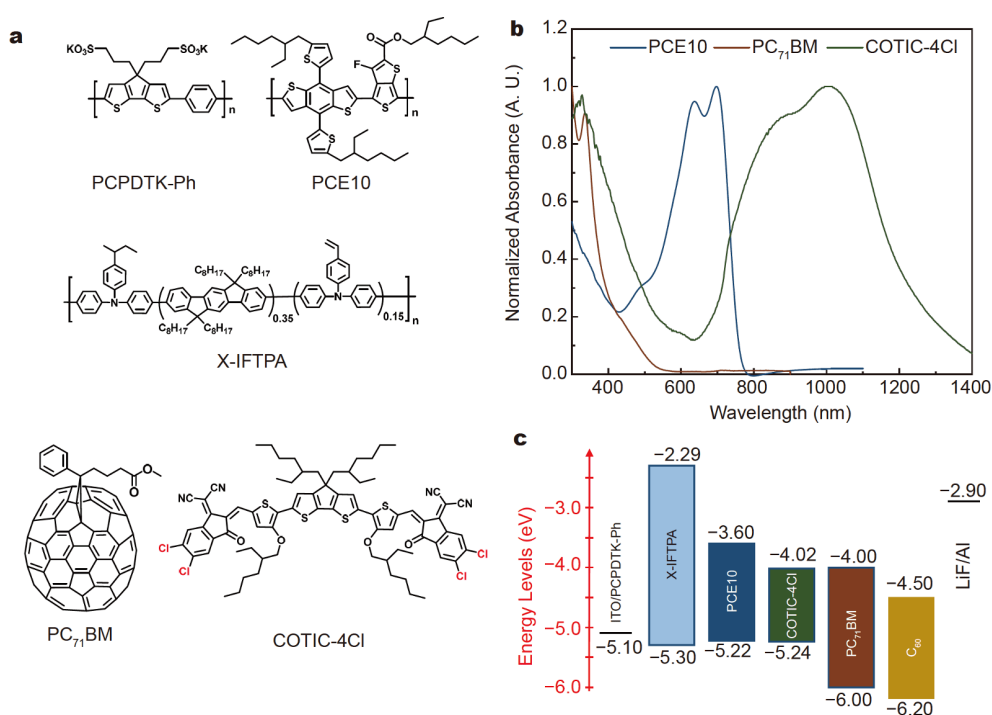 a
KO₃S
SO₃K
S
S
n
PCPDTK-Ph
O
O
F
S
S
S
S
S
S
n
PCE10
C₈H₁₇
C₈H₁₇
C₈H₁₇
C₈H₁₇
N
N
C₈H₁₇
C₈H₁₇
C₈H₁₇
C₈H₁₇
0.35
0.15
n
X-IFTPA
O
O
PC₇₁BM
NC
CN
NC
CN
S
S
S
S
O
O
O
O
Cl
Cl
Cl
Cl
COTIC-4Cl
b
PCE10
PC₇₁BM
COTIC-4Cl
Normalized Absorbance (A. U.)
1.2
1.0
0.8
0.6
0.4
0.2
0.0
400
600
800
1000
1200
1400
Wavelength (nm)
c
Energy Levels (eV)
−3.0
−4.0
−5.0
−6.0
ITO/PCPDTK-Ph
−5.10
−2.29
X-IFTPA
−5.30
−3.60
PCE10
−5.22
−4.02
COTIC-4Cl
−5.24
−4.00
PC₇₁BM
−6.00
−4.50
C₆₀
−6.20
−2.90
LiF/Al